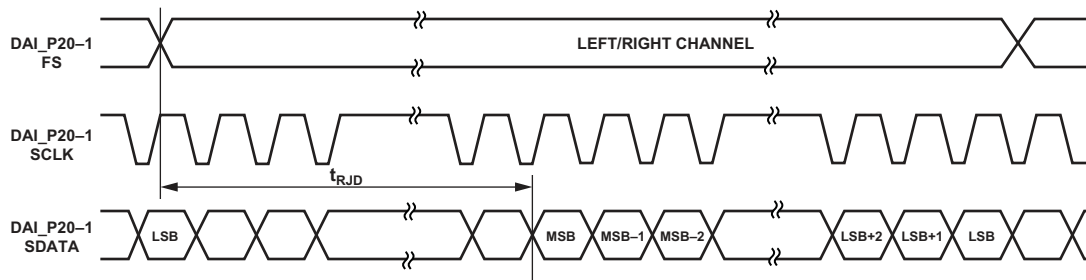 DAI_P20–1
FS
LEFT/RIGHT CHANNEL
DAI_P20–1
SCLK
tRJD
DAI_P20–1
SDATA
LSB
MSB
MSB–1
MSB–2
LSB+2
LSB+1
LSB